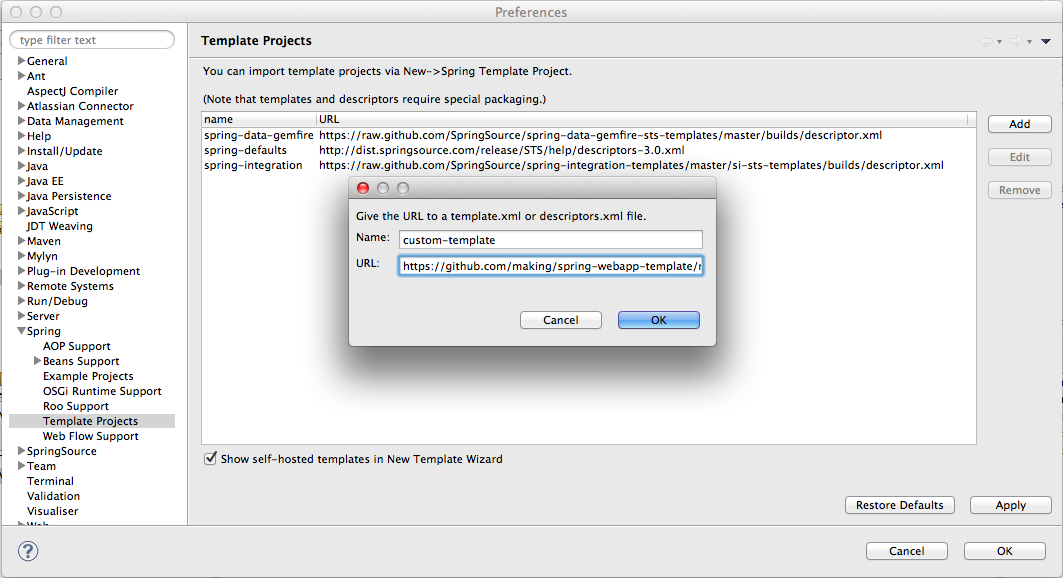 Preferences
type filter text
General
Ant
AspectJ Compiler
Atlassian Connector
Data Management
Help
Install/Update
Java
Java EE
Java Persistence
JavaScript
JDT Weaving
Maven
Mylyn
Plug-in Development
Remote Systems
Run/Debug
Server
Spring
AOP Support
Beans Support
Example Projects
OSGi Runtime Support
Roo Support
Template Projects
Web Flow Support
SpringSource
Team
Terminal
Validation
Visualiser
Web
Template Projects
You can import template projects via New->Spring Template Project.
(Note that templates and descriptors require special packaging.)
name URL
spring-data-gemfire https://raw.github.com/SpringSource/spring-data-gemfire-sts-templates/master/builds/descriptor.xml
spring-defaults http://dist.springsource.com/release/STS/help/descriptors-3.0.xml
spring-integration https://raw.github.com/SpringSource/spring-integration-templates/master/si-sts-templates/builds/descriptor.xml
Add
Edit
Remove
Give the URL to a template.xml or descriptors.xml file.
Name: custom-template
URL: https://github.com/making/spring-webapp-template/
Cancel OK
Show self-hosted templates in New Template Wizard
Restore Defaults Apply
?
Cancel OK